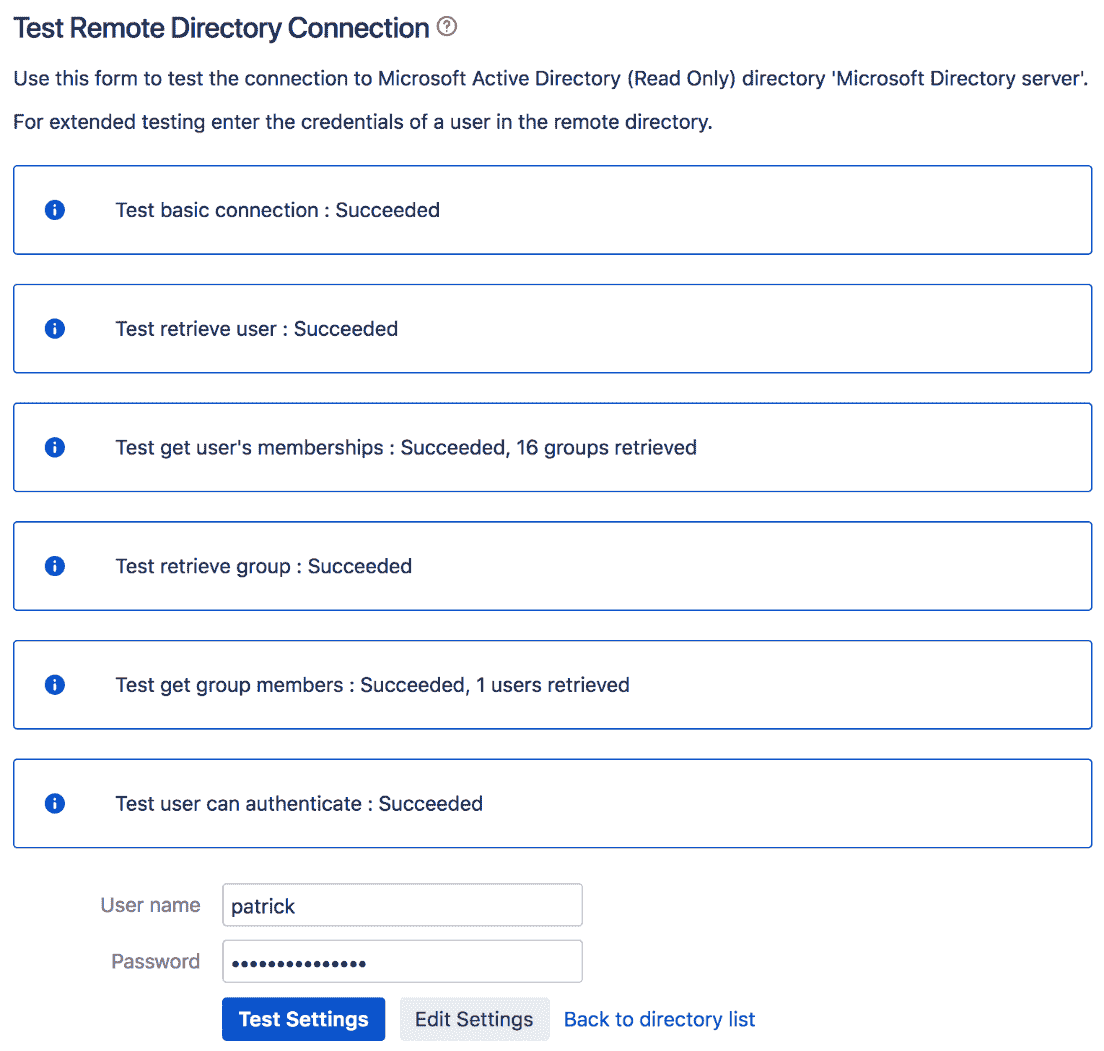 Test Remote Directory Connection ?
Use this form to test the connection to Microsoft Active Directory (Read Only) directory 'Microsoft Directory server'.
For extended testing enter the credentials of a user in the remote directory.
Test basic connection : Succeeded
Test retrieve user : Succeeded
Test get user's memberships : Succeeded, 16 groups retrieved
Test retrieve group : Succeeded
Test get group members : Succeeded, 1 users retrieved
Test user can authenticate : Succeeded
User name patrick
Password •••••••••••••••
Test Settings Edit Settings Back to directory list